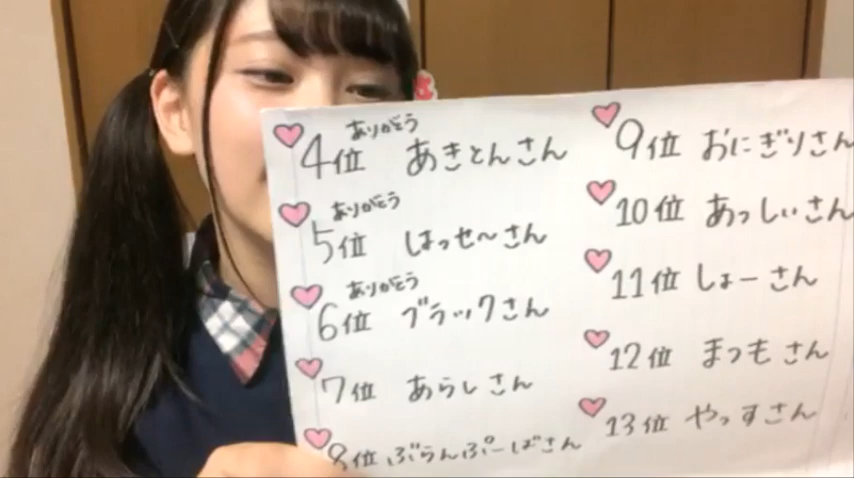 ありがとう
4位 あきとんさん
ありがとう
5位 はっせ～さん
ありがとう
6位 ブラックさん
7位 あらしさん
8位 ぶらんぷーばさん
9位 おにぎりさん
10位 あっしぃさん
11位 しょーさん
12位 まつもさん
13位 やっすさん